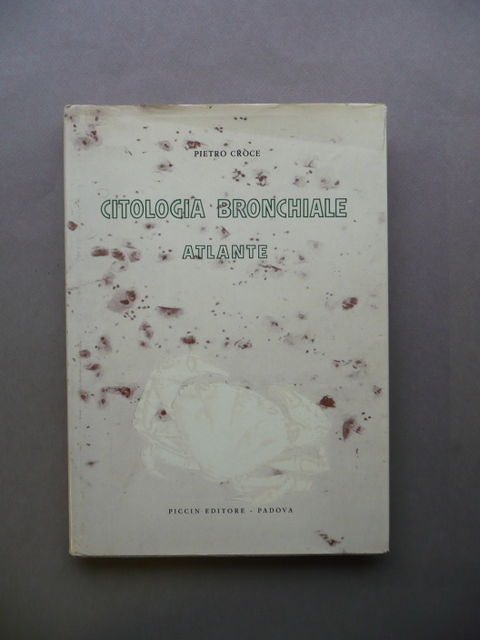 PIETRO CROCE
CITOLOGIA BRONCHIALE
ATLANTE
PICCIN EDITORE - PADOVA